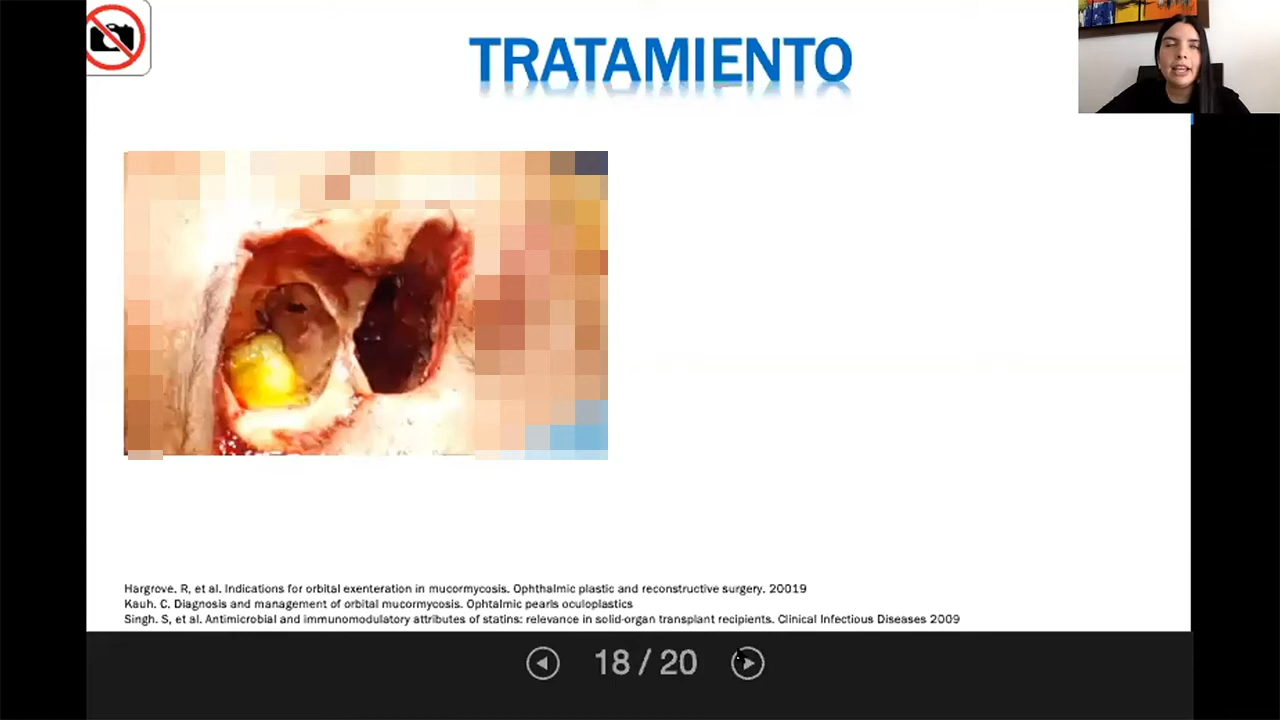 TRATAMIENTO
Hargrove. R, et al. Indications for orbital exenteration in mucormycosis. Ophthalmic plastic and reconstructive surgery. 20019
Kauh. C. Diagnosis and management of orbital mucormycosis. Ophtalmic pearls oculoplastics
Singh. S, et al. Antimicrobial and immunomodulatory attributes of statins: relevance in solid-organ transplant recipients. Clinical Infectious Diseases 2009
18 / 20